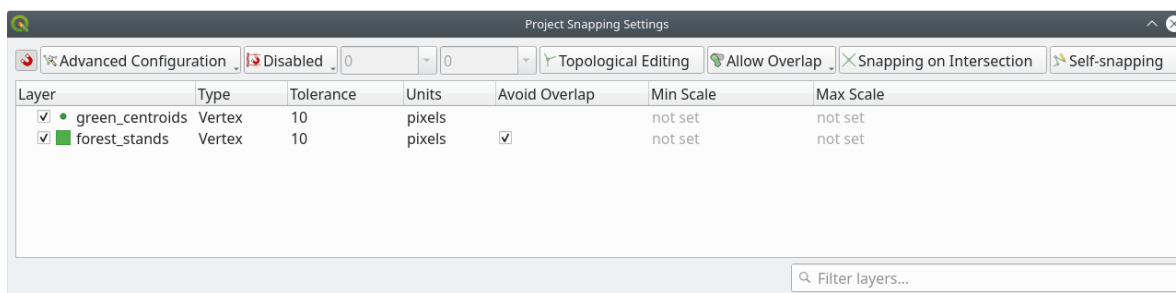 Project Snapping Settings
Advanced Configuration Disabled 0 0 Topological Editing Allow Overlap Snapping on Intersection Self-snapping
Layer Type Tolerance Units Avoid Overlap Min Scale Max Scale
green_centroids Vertex 10 pixels not set not set
forest_stands Vertex 10 pixels not set not set
Filter layers...